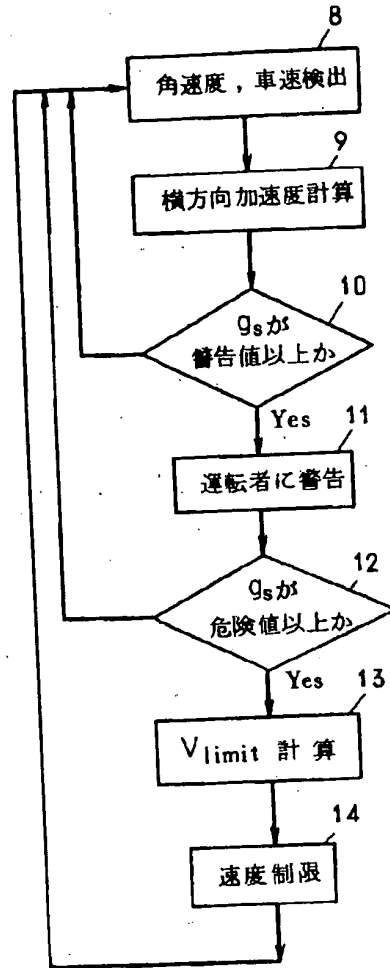 8
角速度,車速検出
9
横方向加速度計算
10
gsが
警告値以上か
Yes
11
運転者に警告
12
gsが
危険値以上か
Yes
13
Vlimit 計算
14
速度制限